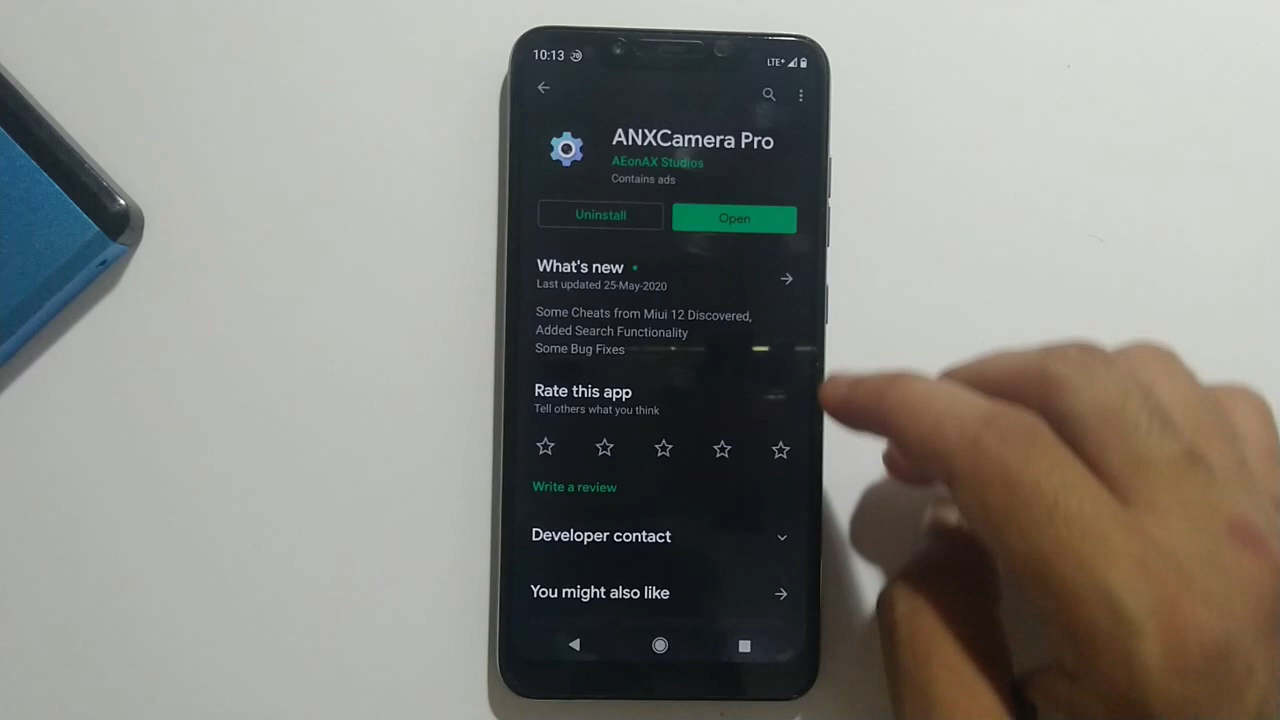 10:13
LTE+
ANXCamera Pro
AEonAX Studios
Contains ads
Uninstall
Open
What's new
Last updated 25-May-2020
Some Cheats from Miui 12 Discovered,
Added Search Functionality
Some Bug Fixes
Rate this app
Tell others what you think
Write a review
Developer contact
You might also like